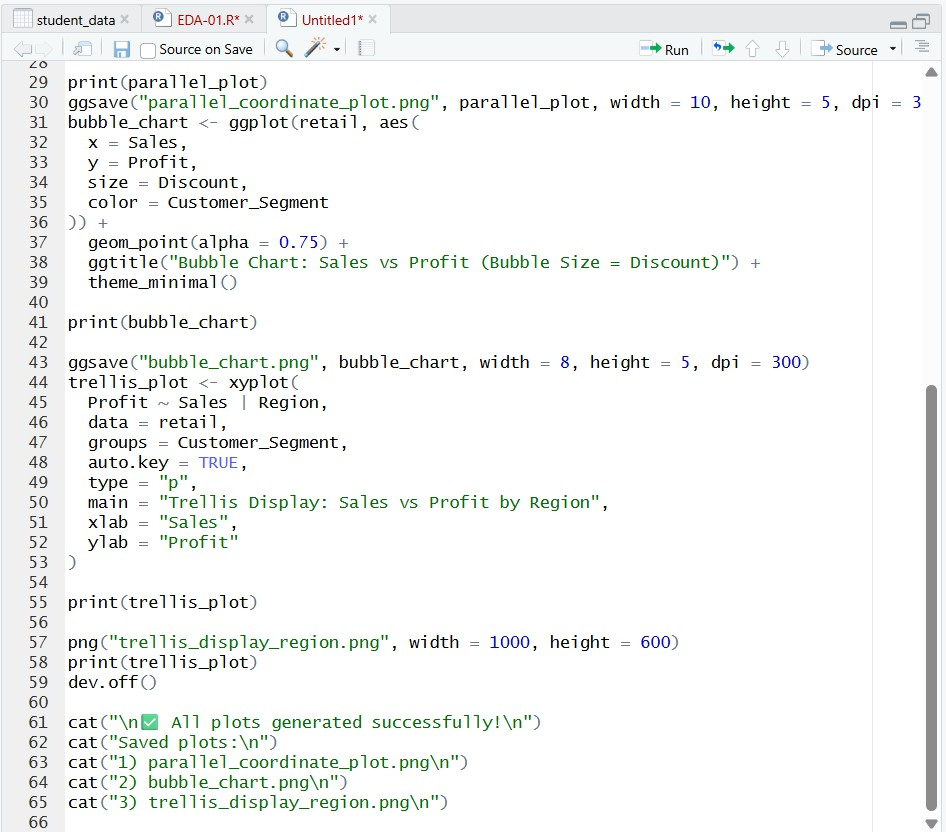 student_data
EDA-01.R*
Untitled1*
Source on Save
Run
Source
28
29 print(parallel_plot)
30 ggsave("parallel_coordinate_plot.png", parallel_plot, width = 10, height = 5, dpi = 3
31 bubble_chart <- ggplot(retail, aes(
32   x = Sales,
33   y = Profit,
34   size = Discount,
35   color = Customer_Segment
36 )) +
37   geom_point(alpha = 0.75) +
38   ggtitle("Bubble Chart: Sales vs Profit (Bubble Size = Discount)") +
39   theme_minimal()
40
41 print(bubble_chart)
42
43 ggsave("bubble_chart.png", bubble_chart, width = 8, height = 5, dpi = 300)
44 trellis_plot <- xyplot(
45   Profit ~ Sales | Region,
46   data = retail,
47   groups = Customer_Segment,
48   auto.key = TRUE,
49   type = "p",
50   main = "Trellis Display: Sales vs Profit by Region",
51   xlab = "Sales",
52   ylab = "Profit"
53 )
54
55 print(trellis_plot)
56
57 png("trellis_display_region.png", width = 1000, height = 600)
58 print(trellis_plot)
59 dev.off()
60
61 cat("\n✅ All plots generated successfully!\n")
62 cat("Saved plots:\n")
63 cat("1) parallel_coordinate_plot.png\n")
64 cat("2) bubble_chart.png\n")
65 cat("3) trellis_display_region.png\n")
66